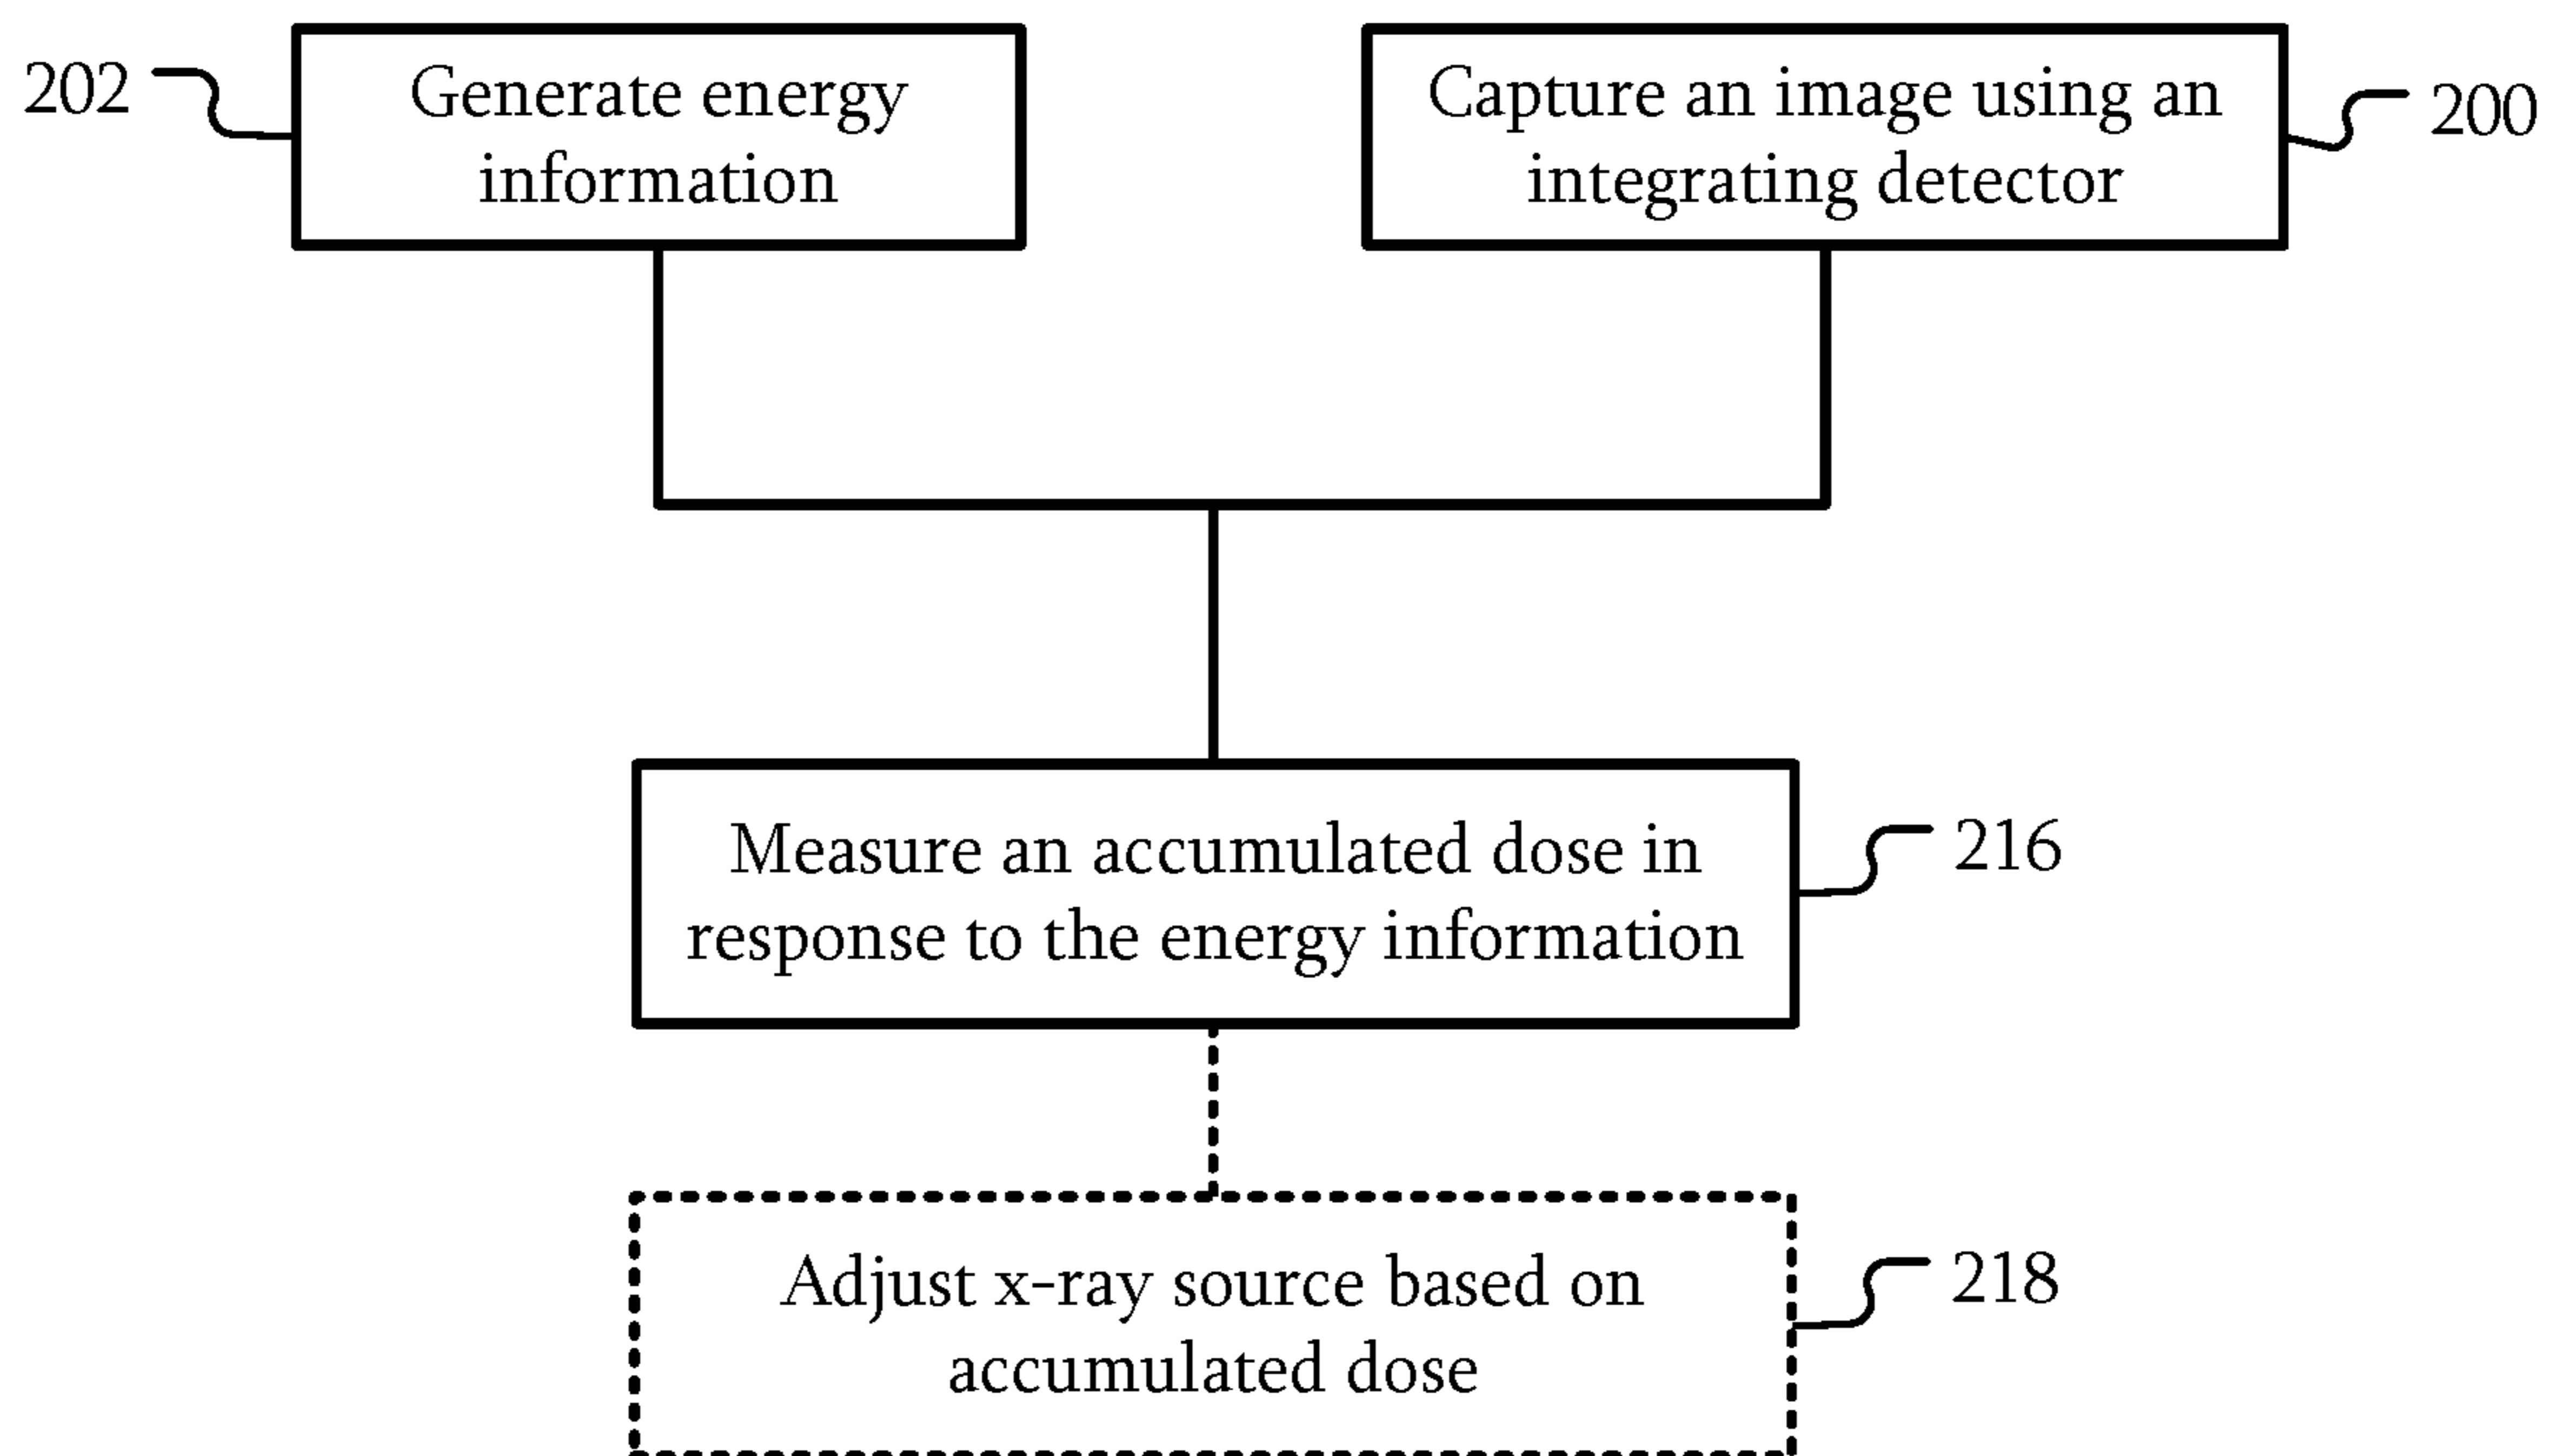 202
Generate energy
information
Capture an image using an
integrating detector
200
Measure an accumulated dose in
response to the energy information
216
Adjust x-ray source based on
accumulated dose
218